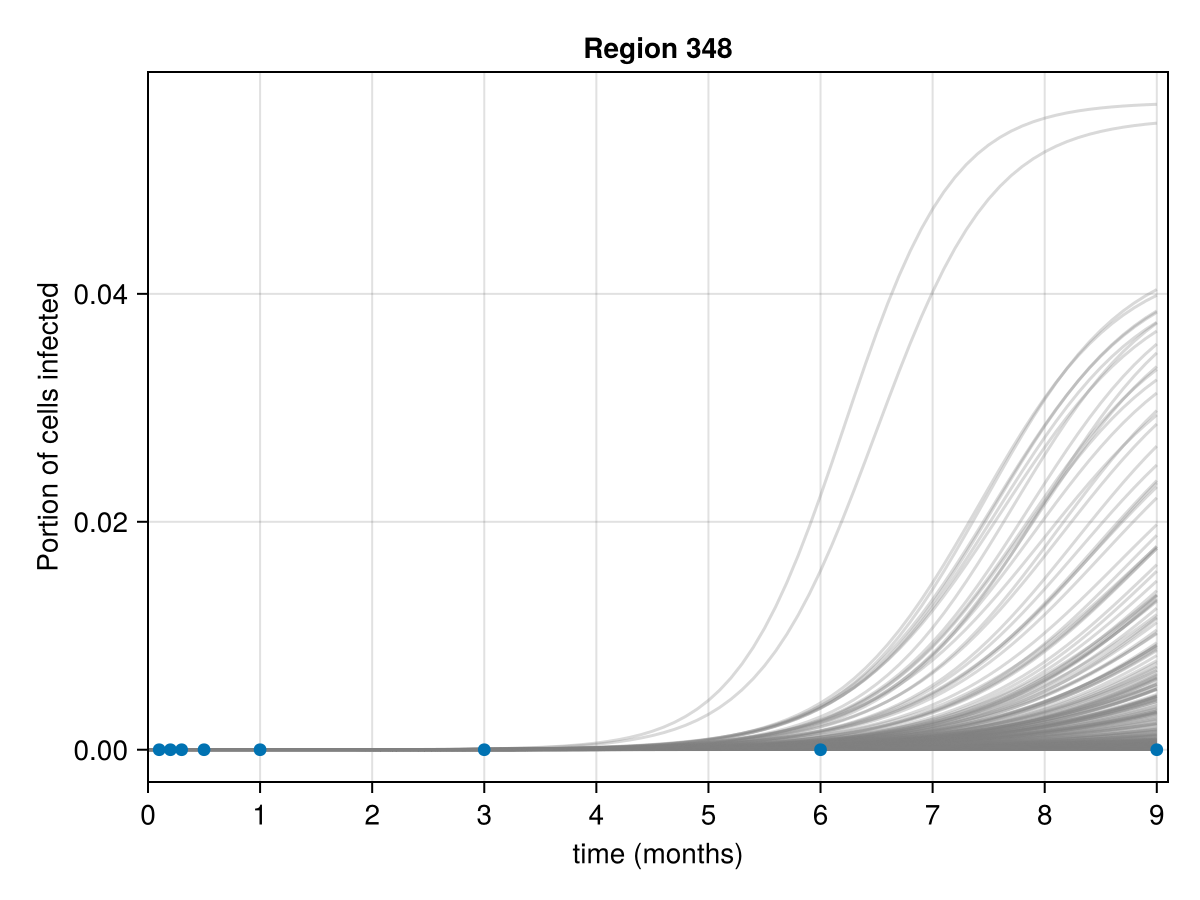 Region 348
Portion of cells infected
0.04
0.02
0.00
0 1 2 3 4 5 6 7 8 9
time (months)